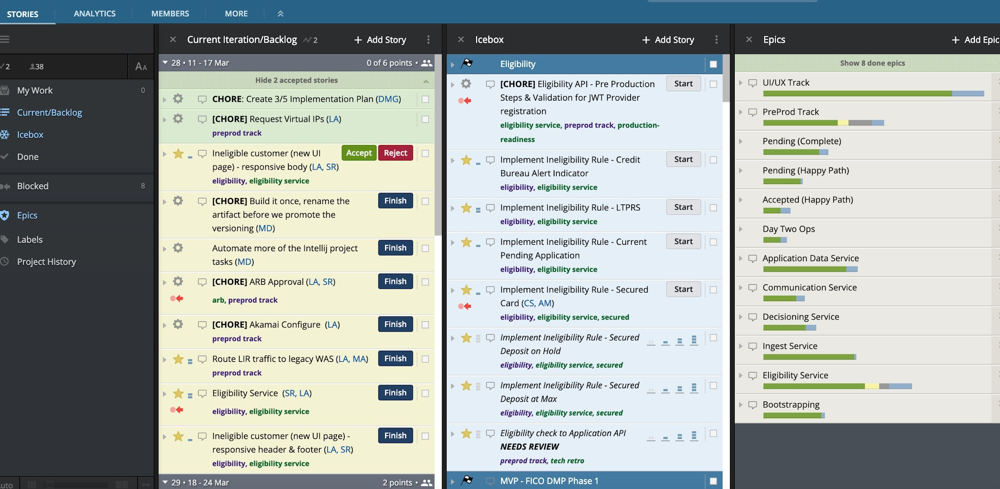 STORIES
ANALYTICS
MEMBERS
MORE
2
38
AA
My Work 0
Current/Backlog
Icebox
Done
Blocked 8
Epics
Labels
Project History
Current Iteration/Backlog 2
+ Add Story
28 • 11 - 17 Mar
0 of 6 points •
Hide 2 accepted stories
CHORE: Create 3/5 Implementation Plan (DMG)
[CHORE] Request Virtual IPs (LA)
preprod track
Ineligible customer (new UI
page) - responsive body (LA, SR)
eligibility, eligibility service
Accept
Reject
[CHORE] Build it once, rename the
artifact before we promote the
versioning (MD)
Finish
Automate more of the Intellij project
tasks (MD)
Finish
[CHORE] ARB Approval (LA, SR)
arb, preprod track
Finish
[CHORE] Akamai Configure (LA)
preprod track
Finish
Route LIR traffic to legacy WAS (LA, MA)
preprod track
Finish
Eligibility Service (SR, LA)
eligibility, eligibility service
Finish
Ineligible customer (new UI page) -
responsive header & footer (LA, SR)
eligibility, eligibility service
Finish
29 • 18 - 24 Mar
2 points •
Icebox
+ Add Story
Eligibility
[CHORE] Eligibility API - Pre Production
Steps & Validation for JWT Provider
registration
eligibility service, preprod track, production-
readiness
Start
Implement Ineligibility Rule - Credit
Bureau Alert Indicator
eligibility, eligibility service
Start
Implement Ineligibility Rule - LTPRS
eligibility, eligibility service
Start
Implement Ineligibility Rule - Current
Pending Application
eligibility, eligibility service
Start
Implement Ineligibility Rule - Secured
Card (CS, AM)
eligibility, eligibility service, secured
Start
Implement Ineligibility Rule - Secured
Deposit on Hold
eligibility, eligibility service, secured
Implement Ineligibility Rule - Secured
Deposit at Max
eligibility, eligibility service, secured
Eligibility check to Application API
NEEDS REVIEW
preprod track, tech retro
MVP - FICO DMP Phase 1
Epics
+ Add Epic
Show 8 done epics
UI/UX Track
PreProd Track
Pending (Complete)
Pending (Happy Path)
Accepted (Happy Path)
Day Two Ops
Application Data Service
Communication Service
Decisioning Service
Ingest Service
Eligibility Service
Bootstrapping